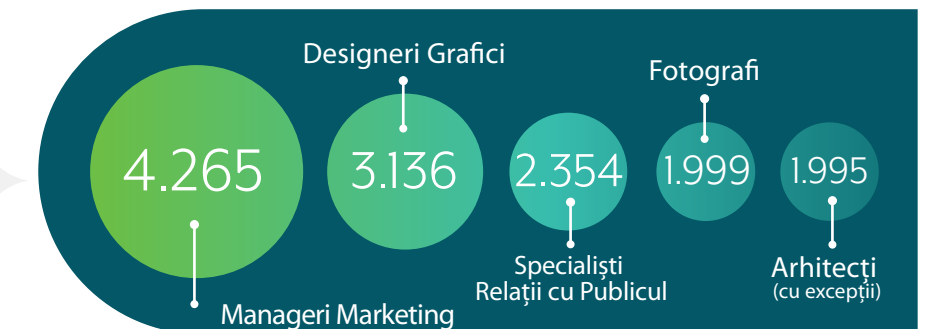 Designeri Grafici
Fotografi
4.265
3.136
2.354
1.999
1.995
Specialiști
Relații cu Publicul
Arhitecți
(cu excepții)
Manageri Marketing